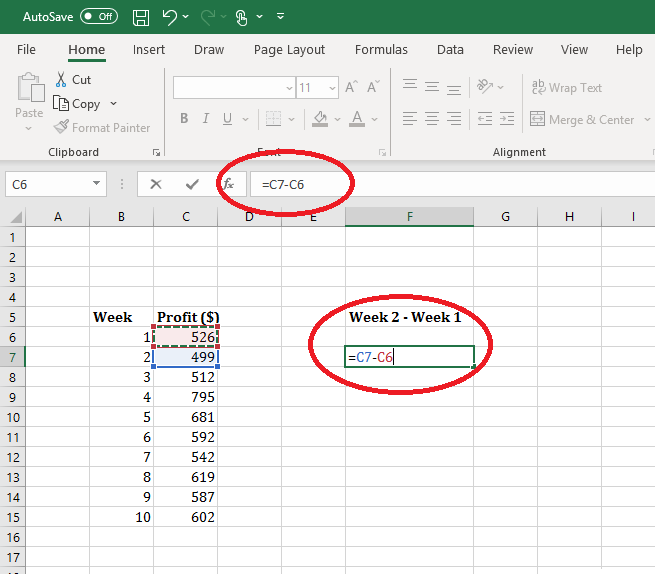 AutoSave Off
File Home Insert Draw Page Layout Formulas Data Review View Help
Paste
Cut
Copy
Format Painter
11 A A
B I U A
ab Wrap Text
Merge & Center
Clipboard Font Alignment
C6 fx =C7-C6
A B C D E F G H I
1
2
3
4
5 Week Profit ($) Week 2 - Week 1
6 1 526
7 2 499 =C7-C6
8 3 512
9 4 795
10 5 681
11 6 592
12 7 542
13 8 619
14 9 587
15 10 602
16
17